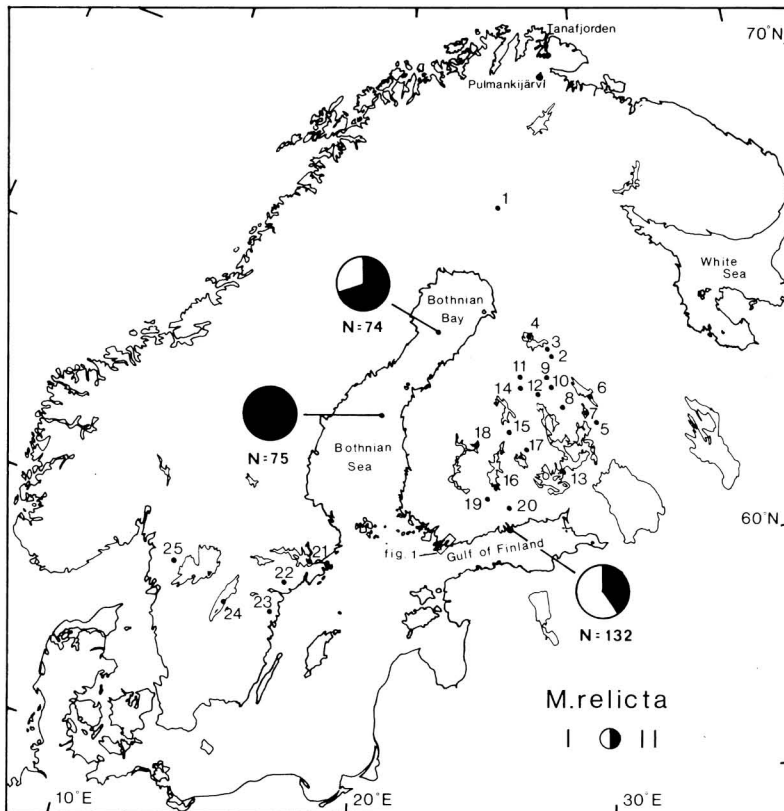 Tanafjorden
70°N
Pulmankijärvi
1
White
Sea
Bothnian
Bay
N=74
4
3
2
11
9
14
12
10
6
8
7
5
15
18
17
N=75
Bothnian
Sea
16
13
19
20
60°N
fig. 1
Gulf of Finland
25
21
22
24
23
N=132
M.relicta
I II
10°E
20°E
30°E